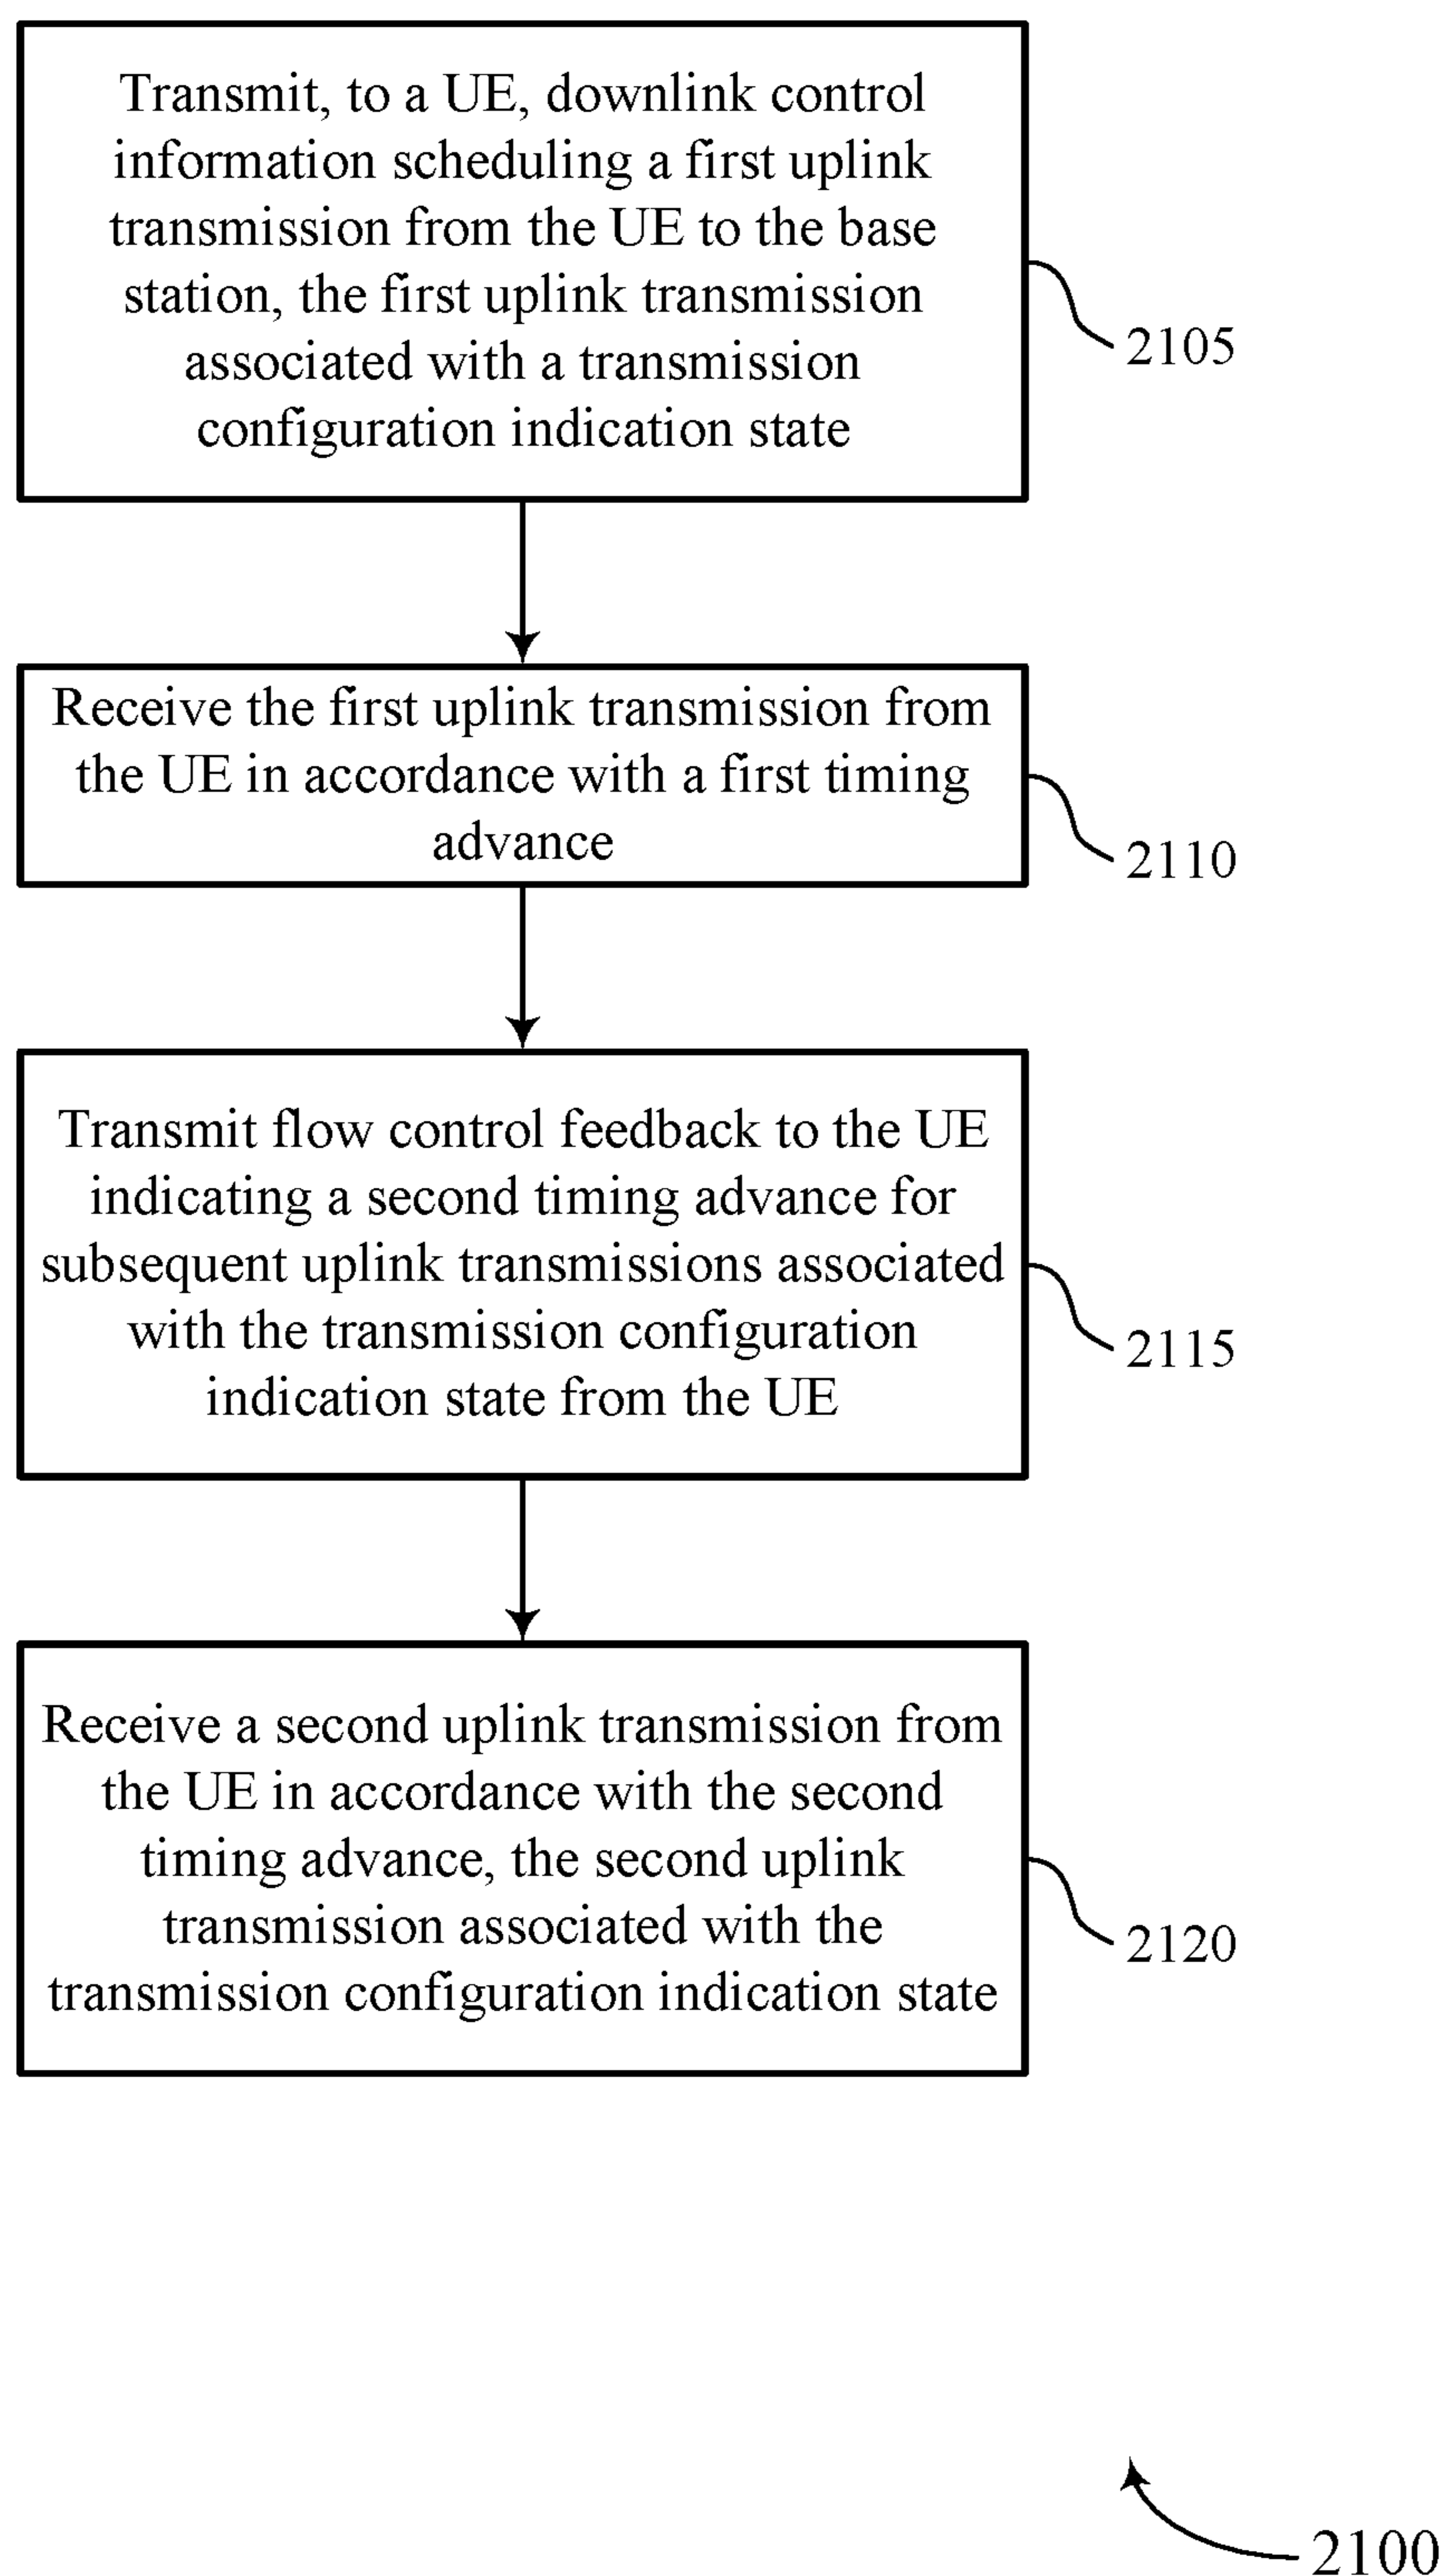 Transmit, to a UE, downlink control
information scheduling a first uplink
transmission from the UE to the base
station, the first uplink transmission
associated with a transmission
configuration indication state
2105
Receive the first uplink transmission from
the UE in accordance with a first timing
advance
2110
Transmit flow control feedback to the UE
indicating a second timing advance for
subsequent uplink transmissions associated
with the transmission configuration
indication state from the UE
2115
Receive a second uplink transmission from
the UE in accordance with the second
timing advance, the second uplink
transmission associated with the
transmission configuration indication state
2120
2100